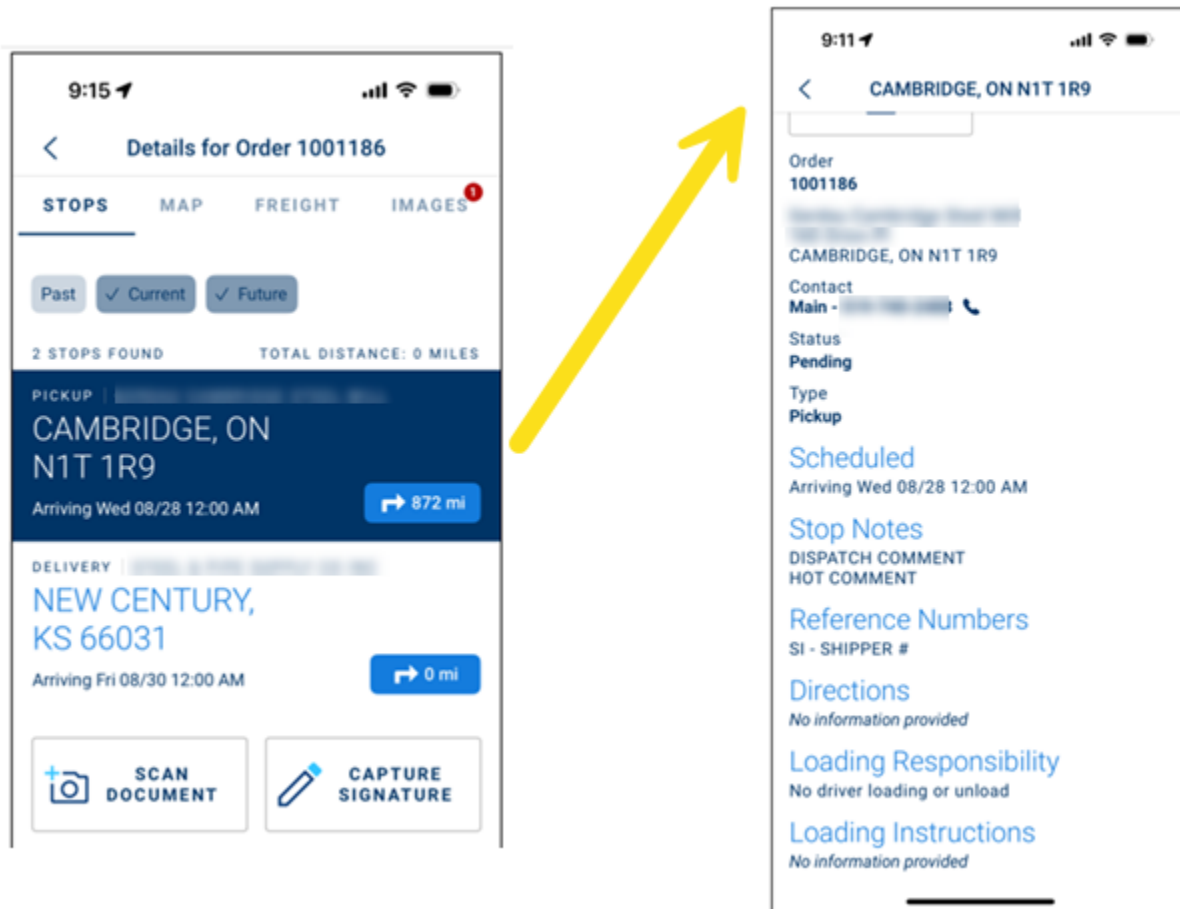 9:15
Details for Order 1001186
STOPS MAP FREIGHT IMAGES 1
Past ✓ Current ✓ Future
2 STOPS FOUND TOTAL DISTANCE: 0 MILES
PICKUP
CAMBRIDGE, ON
N1T 1R9
Arriving Wed 08/28 12:00 AM 872 mi
DELIVERY
NEW CENTURY,
KS 66031
Arriving Fri 08/30 12:00 AM 0 mi
SCAN
DOCUMENT
CAPTURE
SIGNATURE
9:11
CAMBRIDGE, ON N1T 1R9
Order
1001186
CAMBRIDGE, ON N1T 1R9
Contact
Main -
Status
Pending
Type
Pickup
Scheduled
Arriving Wed 08/28 12:00 AM
Stop Notes
DISPATCH COMMENT
HOT COMMENT
Reference Numbers
SI - SHIPPER #
Directions
No information provided
Loading Responsibility
No driver loading or unload
Loading Instructions
No information provided